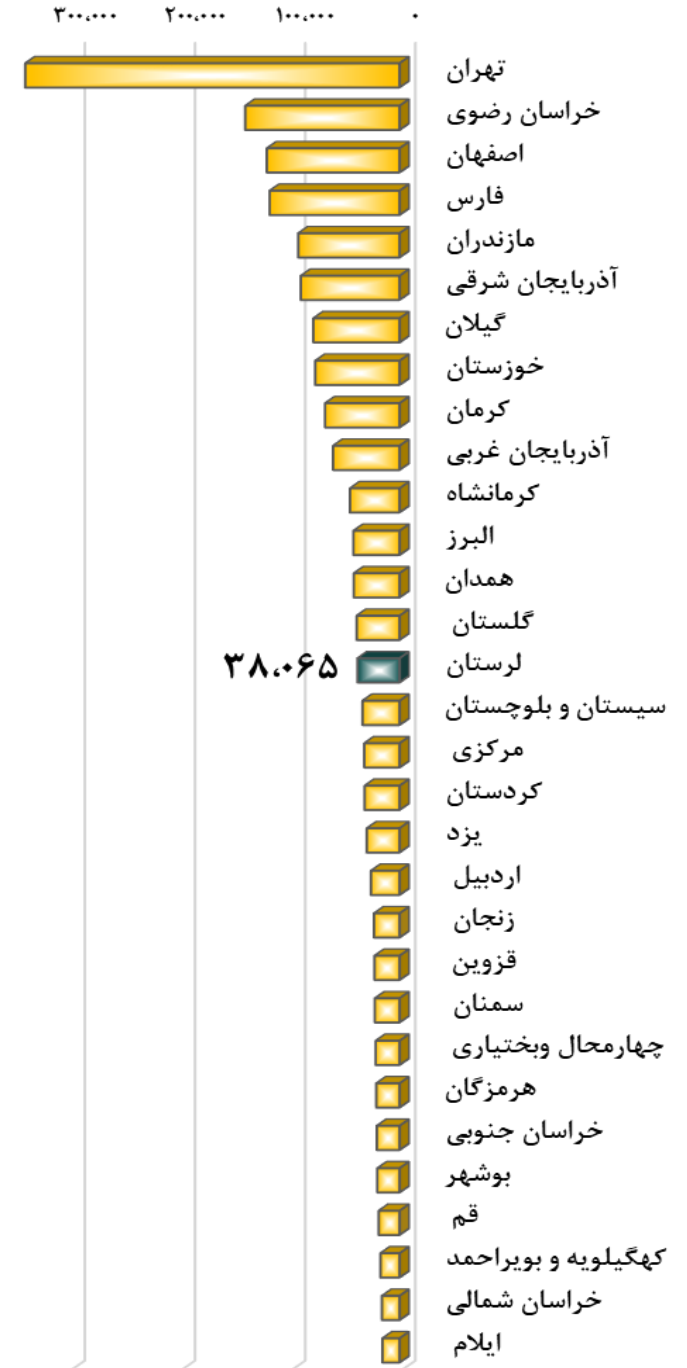 ۳۰۰،۰۰۰ ۲۰۰،۰۰۰ ۱۰۰،۰۰۰ ۰
تهران
خراسان رضوی
اصفهان
فارس
مازندران
آذربایجان شرقی
گیلان
خوزستان
کرمان
آذربایجان غربی
کرمانشاه
البرز
همدان
گلستان
لرستان ۳۸،۰۶۵
سیستان و بلوچستان
مرکزی
کردستان
یزد
اردبیل
زنجان
قزوین
سمنان
چهارمحال وبختیاری
هرمزگان
خراسان جنوبی
بوشهر
قم
کهگیلویه و بویراحمد
خراسان شمالی
ایلام